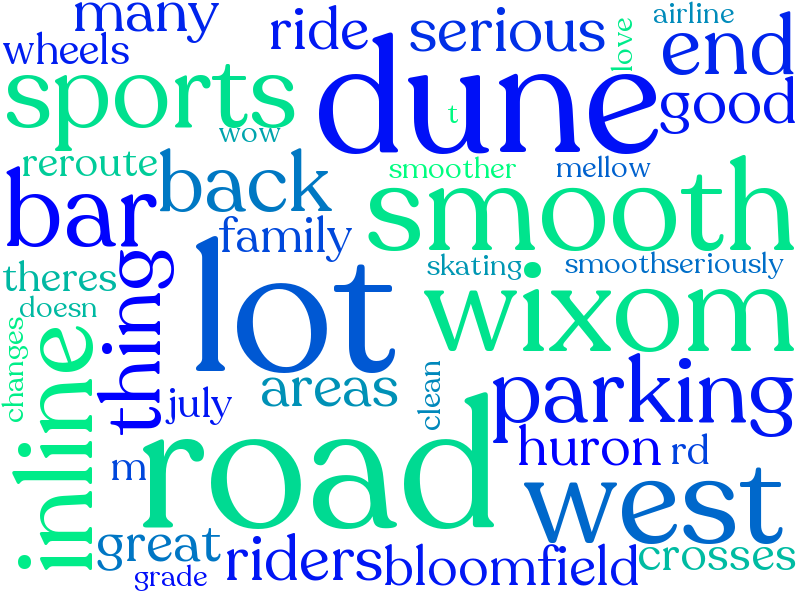 many
ride
serious
airline
wheels
love
end
sports
dune
good
wow
t
reroute
back
smoother
mellow
bar
smooth
family
theres
skating
smoothseriously
doesn
thing
lot
wixom
changes
inline
july
areas
clean
parking
m
road
huron
rd
west
great
riders
bloomfield
crosses
grade